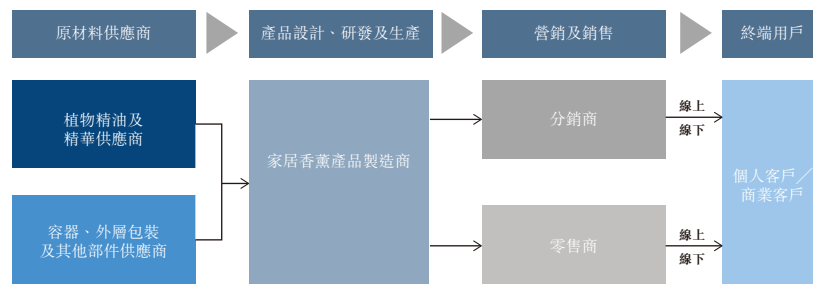 原材料供應商
產品設計、研發及生產
營銷及銷售
終端用戶
植物精油及
精華供應商
容器、外層包裝
及其他部件供應商
家居香薰產品製造商
分銷商
零售商
線上
線下
線上
線下
個人客戶／
商業客戶